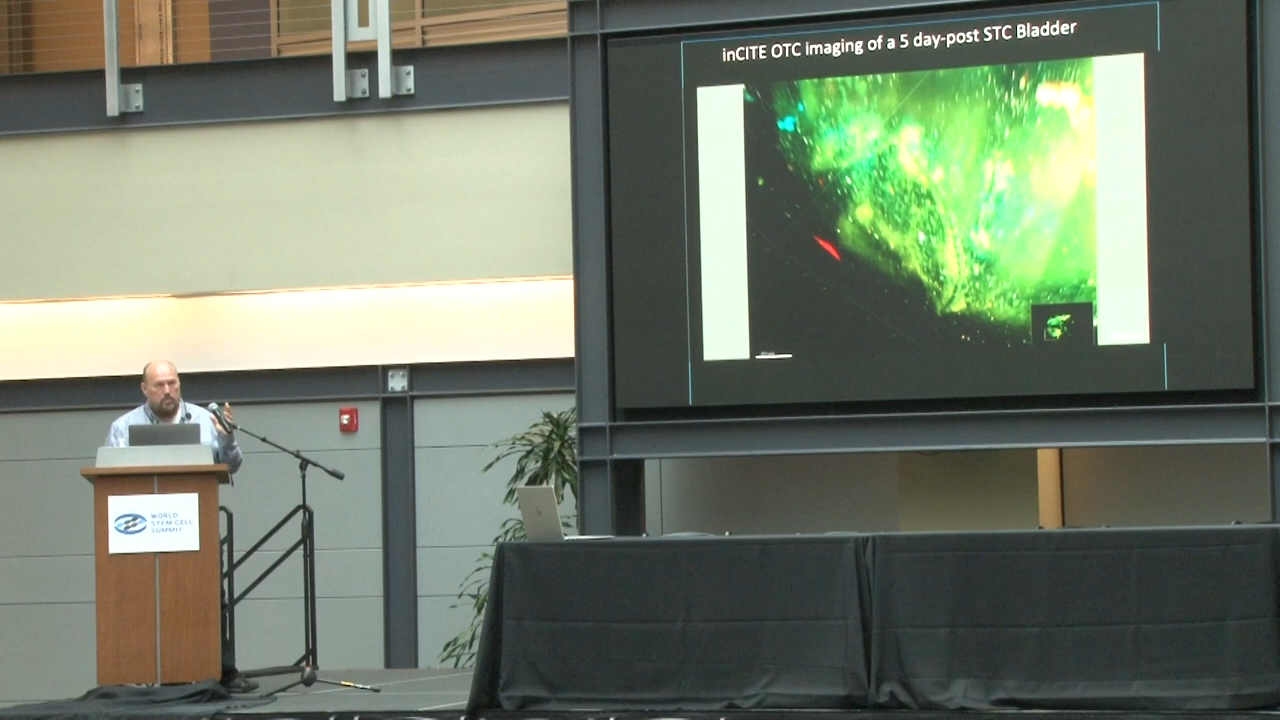 inCITE OTC imaging of a 5 day-post STC Bladder
WORLD
STEM CELL
SUMMIT